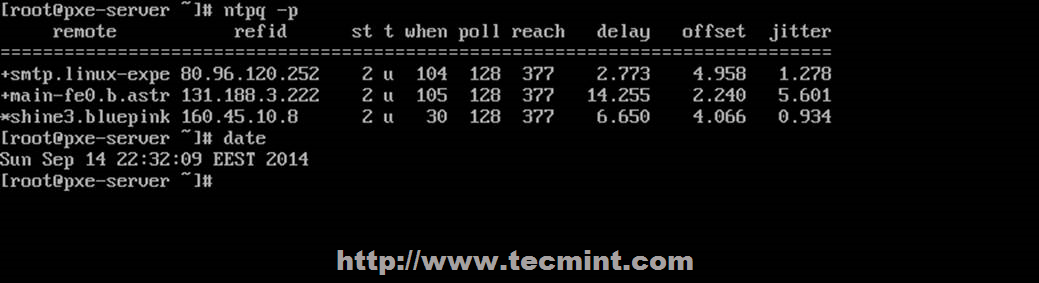 [root@pxe-server ~]# ntpq -p
     remote           refid      st t when poll reach   delay   offset  jitter
==============================================================================
+smtp.linux-expe 80.96.120.252    2 u  104  128  377    2.773    4.958   1.278
+main-fe0.b.astr 131.188.3.222    2 u  105  128  377   14.255    2.240   5.601
*shine3.bluepink 160.45.10.8      2 u   30  128  377    6.650    4.066   0.934
[root@pxe-server ~]# date
Sun Sep 14 22:32:09 EEST 2014
[root@pxe-server ~]#
http://www.tecmint.com